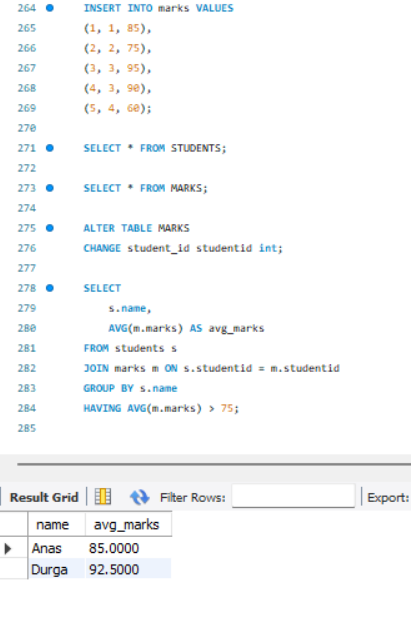 264 INSERT INTO marks VALUES
265 (1, 1, 85),
266 (2, 2, 75),
267 (3, 3, 95),
268 (4, 3, 90),
269 (5, 4, 60);
270
271 SELECT * FROM STUDENTS;
272
273 SELECT * FROM MARKS;
274
275 ALTER TABLE MARKS
276 CHANGE student_id studentid int;
277
278 SELECT
279 s.name,
280 AVG(m.marks) AS avg_marks
281 FROM students s
282 JOIN marks m ON s.studentid = m.studentid
283 GROUP BY s.name
284 HAVING AVG(m.marks) > 75;
285
Result Grid Filter Rows: Export:
name avg_marks
Anas 85.0000
Durga 92.5000